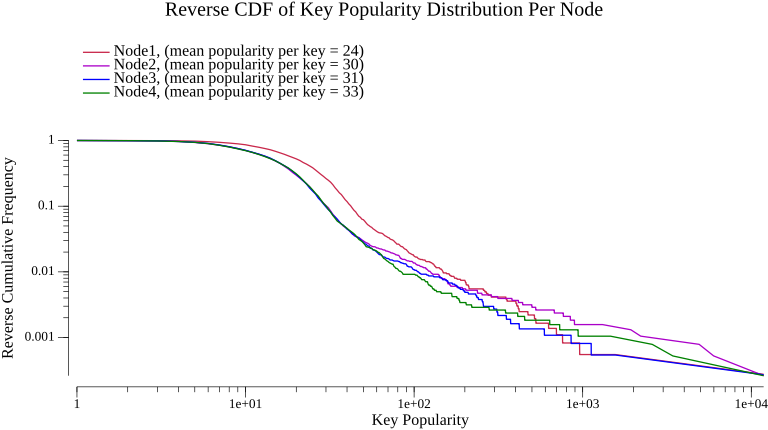 Reverse CDF of Key Popularity Distribution Per Node
Node1, (mean popularity per key = 24)
Node2, (mean popularity per key = 30)
Node3, (mean popularity per key = 31)
Node4, (mean popularity per key = 33)
Reverse Cumulative Frequency
1
0.1
0.01
0.001
1
1e+01
1e+02
1e+03
1e+04
Key Popularity